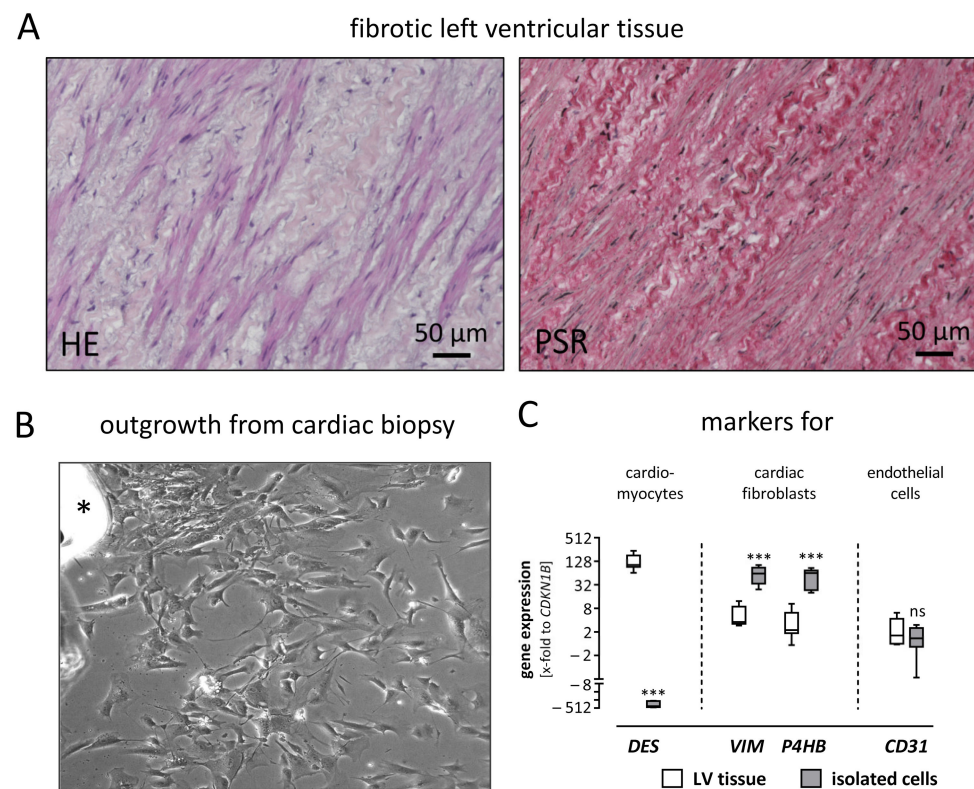 A
fibrotic left ventricular tissue
HE
50 µm
PSR
50 µm
B
outgrowth from cardiac biopsy
*
C
markers for
cardio-
myocytes
cardiac
fibroblasts
endothelial
cells
gene expression
[x-fold to CDKN1B]
512
128
32
8
2
−2
−8
−512
***
***
***
ns
DES
VIM
P4HB
CD31
LV tissue
isolated cells